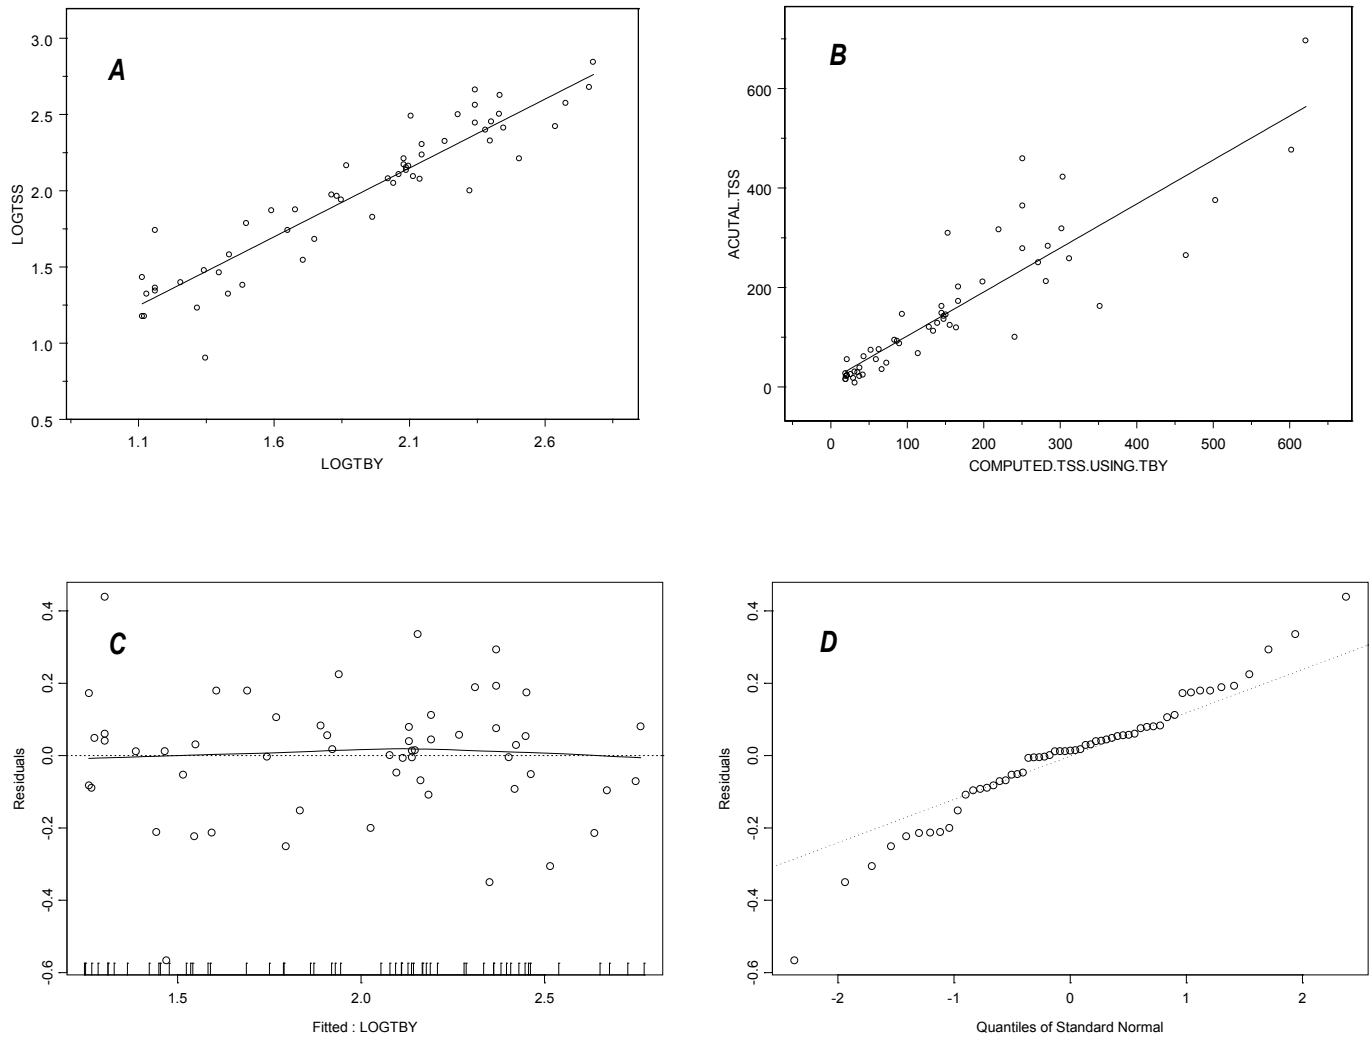 A
3.0
2.5
2.0
1.5
1.0
0.5
LOGTSS
1.1 1.6 2.1 2.6
LOGTBY
B
600
400
200
0
ACUTAL.TSS
0 100 200 300 400 500 600
COMPUTED.TSS.USING.TBY
C
0.4
0.2
0.0
-0.2
-0.4
-0.6
Residuals
1.5 2.0 2.5
Fitted : LOGTBY
D
0.4
0.2
0.0
-0.2
-0.4
-0.6
Residuals
-2 -1 0 1 2
Quantiles of Standard Normal